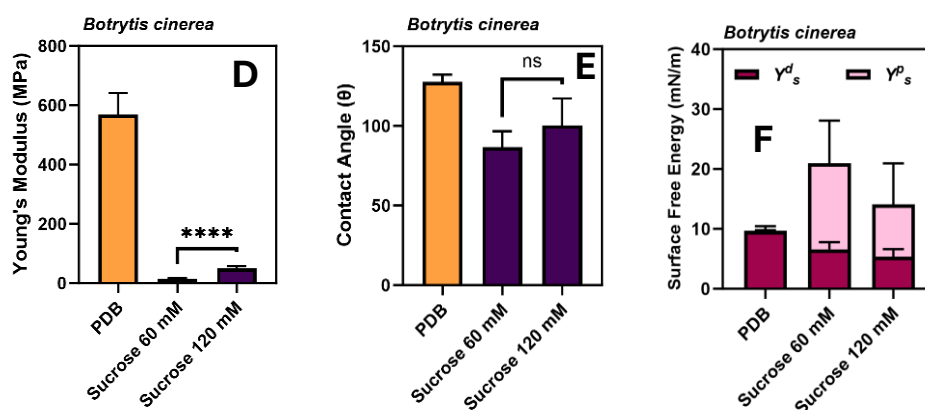 Botrytis cinerea
D
Young's Modulus (MPa)
800
600
400
200
0
****
PDB
Sucrose 60 mM
Sucrose 120 mM
Botrytis cinerea
E
Contact Angle (θ)
150
100
50
0
ns
PDB
Sucrose 60 mM
Sucrose 120 mM
Botrytis cinerea
F
Surface Free Energy (mN/m)
40
30
20
10
0
Yᵈₛ
Yᵖₛ
PDB
Sucrose 60 mM
Sucrose 120 mM